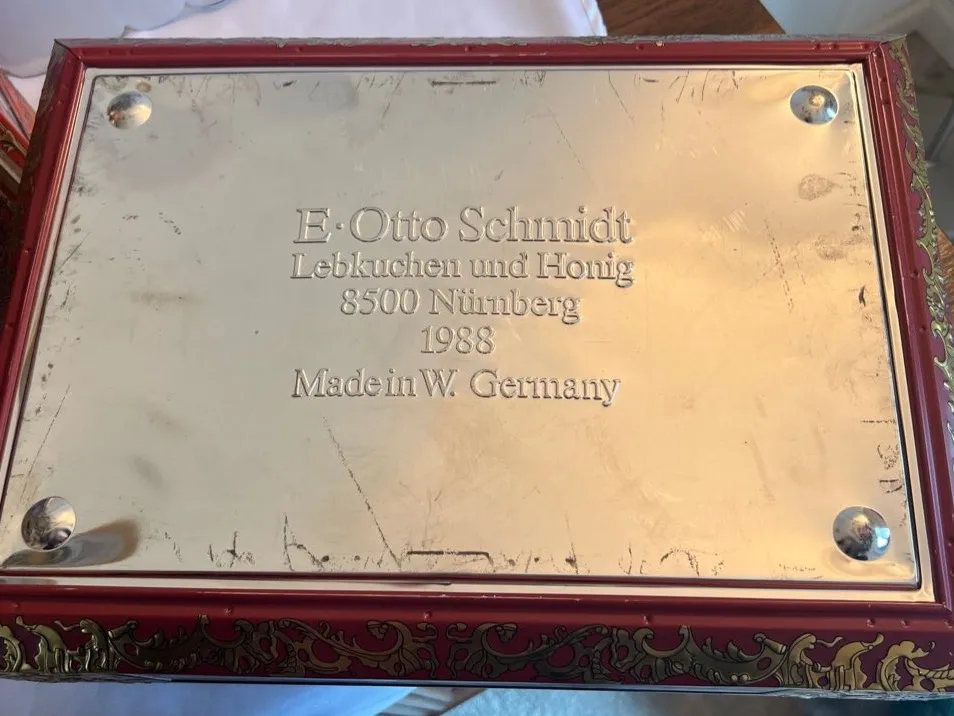 E·Otto Schmidt
Lebkuchen und Honig
8500 Nürnberg
1988
Made in W. Germany